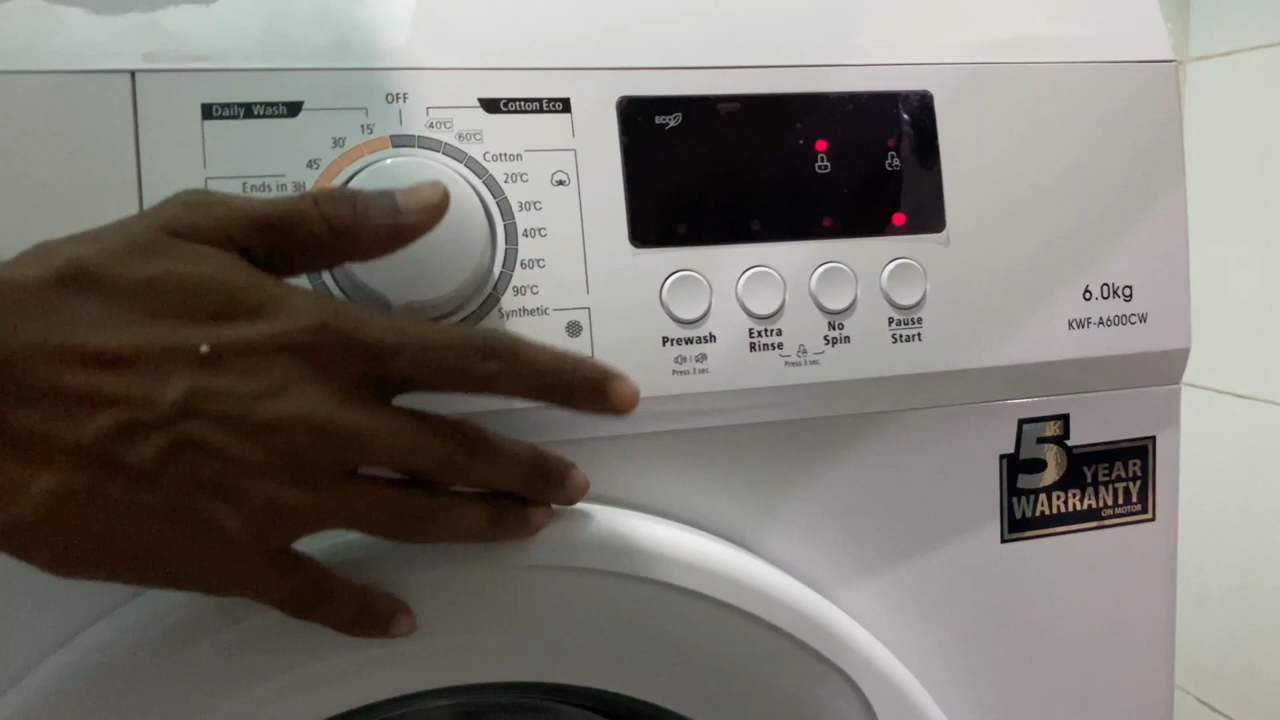 Daily Wash
OFF
Cotton Eco
15'
40℃
60℃
30'
Cotton
45'
20℃
Ends in 3H
30℃
40℃
60℃
90℃
Synthetic
ECO
Prewash
Press 3 sec.
Extra
Rinse
No
Spin
Press 3 sec.
Pause
Start
6.0kg
KWF-A600CW
5
YEAR
WARRANTY
ON MOTOR